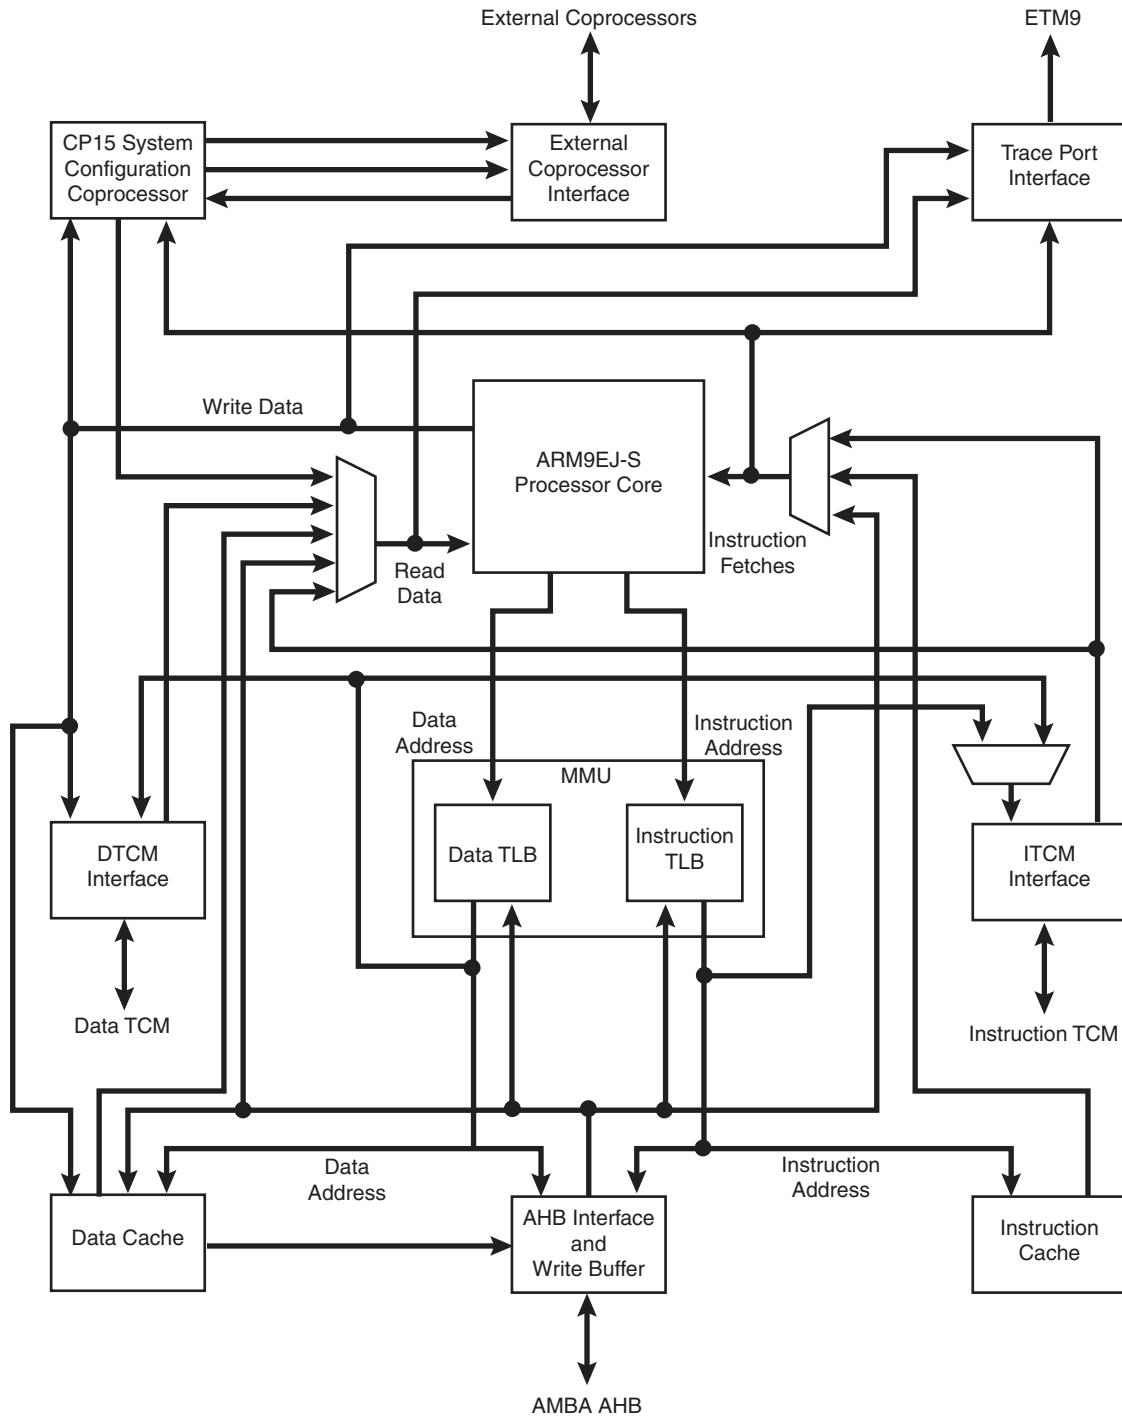 External Coprocessors
ETM9
CP15 System
Configuration
Coprocessor
External
Coprocessor
Interface
Trace Port
Interface
Write Data
ARM9EJ-S
Processor Core
Instruction
Fetches
Read
Data
Data
Address
Instruction
Address
MMU
DTCM
Interface
Data TLB
Instruction
TLB
ITCM
Interface
Data TCM
Instruction TCM
Data
Address
Instruction
Address
Data Cache
AHB Interface
and
Write Buffer
Instruction
Cache
AMBA AHB